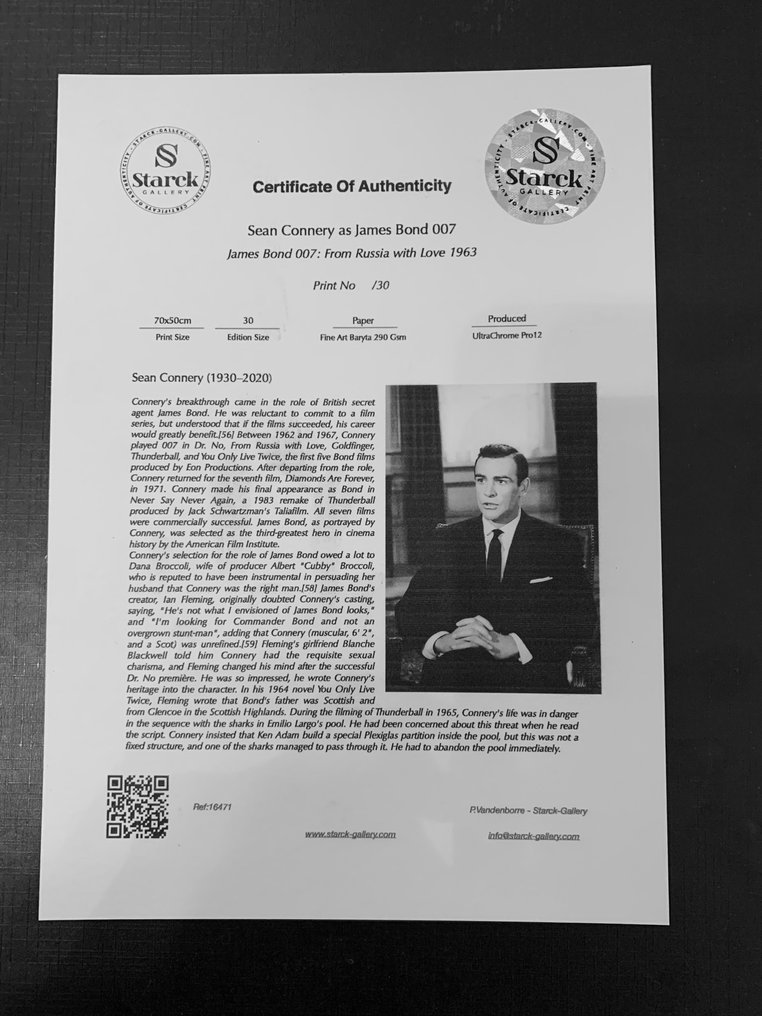 STARCK-GALLERY.COM · FINE ART PRINT · CERTIFICATE OF AUTHENTICITY ·
S
Starck
GALLERY
STARCK-GALLERY.COM · FINE ART PRINT · CERTIFICATE OF AUTHENTICITY ·
S
Starck
GALLERY
Certificate Of Authenticity
Sean Connery as James Bond 007
James Bond 007: From Russia with Love 1963
Print No /30
70x50cm 30 Paper Produced
Print Size Edition Size Fine Art Baryta 290 Gsm UltraChrome Pro12
Sean Connery (1930–2020)
Connery's breakthrough came in the role of British secret
agent James Bond. He was reluctant to commit to a film
series, but understood that if the films succeeded, his career
would greatly benefit.[56] Between 1962 and 1967, Connery
played 007 in Dr. No, From Russia with Love, Goldfinger,
Thunderball, and You Only Live Twice, the first five Bond films
produced by Eon Productions. After departing from the role,
Connery returned for the seventh film, Diamonds Are Forever,
in 1971. Connery made his final appearance as Bond in
Never Say Never Again, a 1983 remake of Thunderball
produced by Jack Schwartzman's Taliafilm. All seven films
were commercially successful. James Bond, as portrayed by
Connery, was selected as the third-greatest hero in cinema
history by the American Film Institute.
Connery's selection for the role of James Bond owed a lot to
Dana Broccoli, wife of producer Albert "Cubby" Broccoli,
who is reputed to have been instrumental in persuading her
husband that Connery was the right man.[58] James Bond's
creator, Ian Fleming, originally doubted Connery's casting,
saying, "He's not what I envisioned of James Bond looks,"
and "I'm looking for Commander Bond and not an
overgrown stunt-man", adding that Connery (muscular, 6' 2",
and a Scot) was unrefined.[59] Fleming's girlfriend Blanche
Blackwell told him Connery had the requisite sexual
charisma, and Fleming changed his mind after the successful
Dr. No première. He was so impressed, he wrote Connery's
heritage into the character. In his 1964 novel You Only Live
Twice, Fleming wrote that Bond's father was Scottish and
from Glencoe in the Scottish Highlands. During the filming of Thunderball in 1965, Connery's life was in danger
in the sequence with the sharks in Emilio Largo's pool. He had been concerned about this threat when he read
the script. Connery insisted that Ken Adam build a special Plexiglas partition inside the pool, but this was not a
fixed structure, and one of the sharks managed to pass through it. He had to abandon the pool immediately.
Ref:16471
P.Vandenborre - Starck-Gallery
www.starck-gallery.com
info@starck-gallery.com